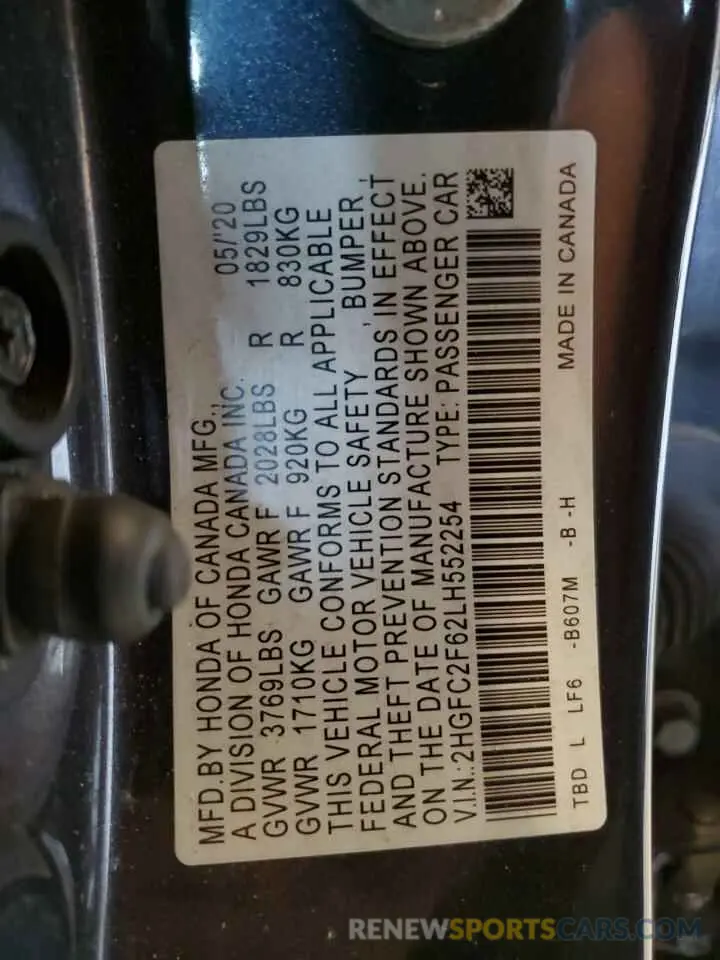 MFD.BY HONDA OF CANADA MFG., 05/'20
A DIVISION OF HONDA CANADA INC.
GVWR 3769LBS GAWR F 2028LBS R 1829LBS
GVWR 1710KG GAWR F 920KG R 830KG
THIS VEHICLE CONFORMS TO ALL APPLICABLE
FEDERAL MOTOR VEHICLE SAFETY , BUMPER ,
AND THEFT PREVENTION STANDARDS IN EFFECT
ON THE DATE OF MANUFACTURE SHOWN ABOVE.
V.I.N.:2HGFC2F62LH552254 TYPE: PASSENGER CAR
TBD L LF6 -B607M -B -H MADE IN CANADA
RENEWSPORTSCARS.COM